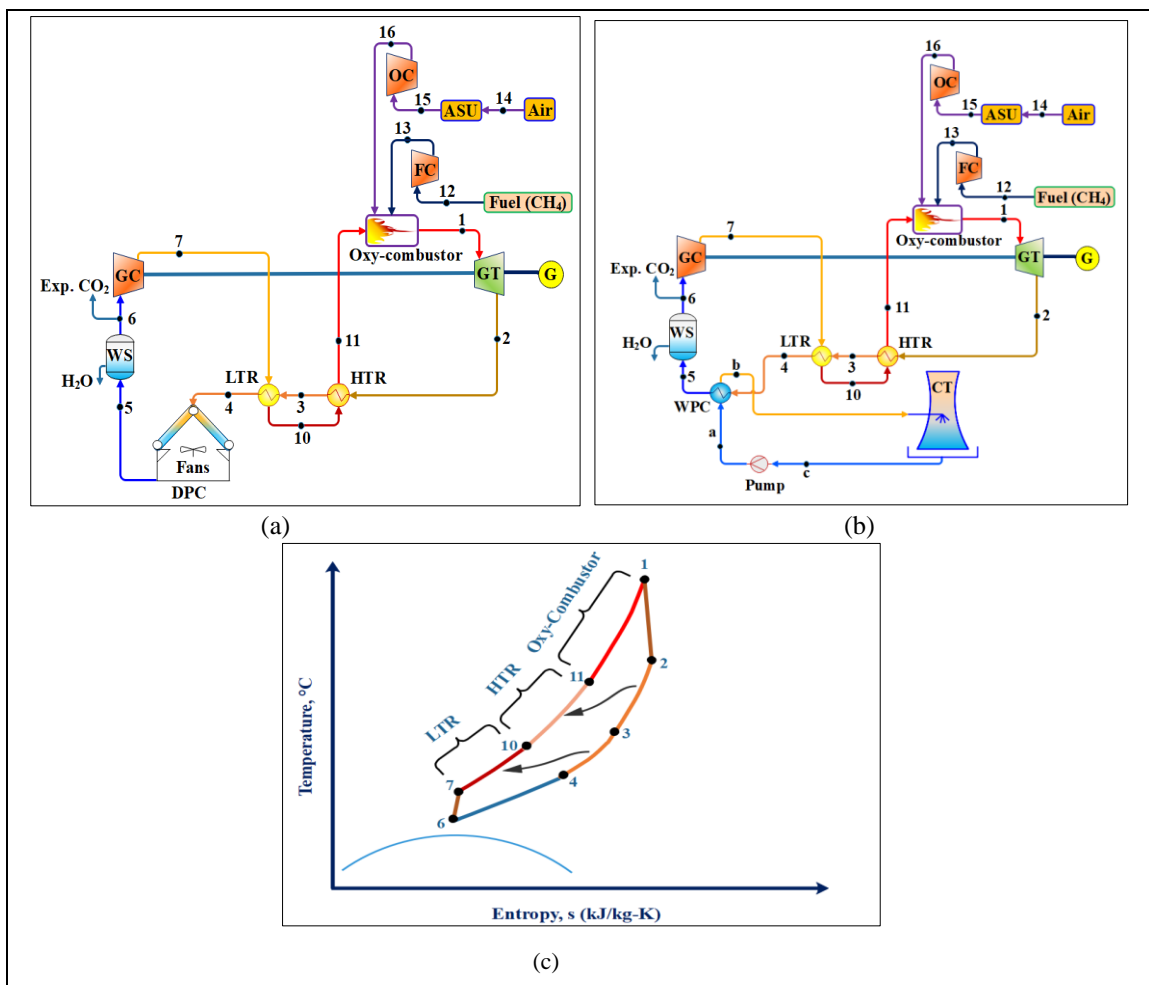 16
OC
15
14
ASU
Air
13
FC
12
Fuel (CH4)
7
1
Oxy-combustor
GC
GT
G
Exp. CO2
6
11
2
WS
H2O
LTR
HTR
4
3
5
10
Fans
DPC
(a)
16
OC
15
14
ASU
Air
13
FC
12
Fuel (CH4)
7
1
Oxy-combustor
GC
GT
G
Exp. CO2
6
11
2
WS
H2O
LTR
HTR
4
3
5
b
10
CT
WPC
a
c
Pump
(b)
1
Oxy-Combustor
2
HTR
11
3
LTR
10
4
7
6
Temperature, °C
Entropy, s (kJ/kg-K)
(c)